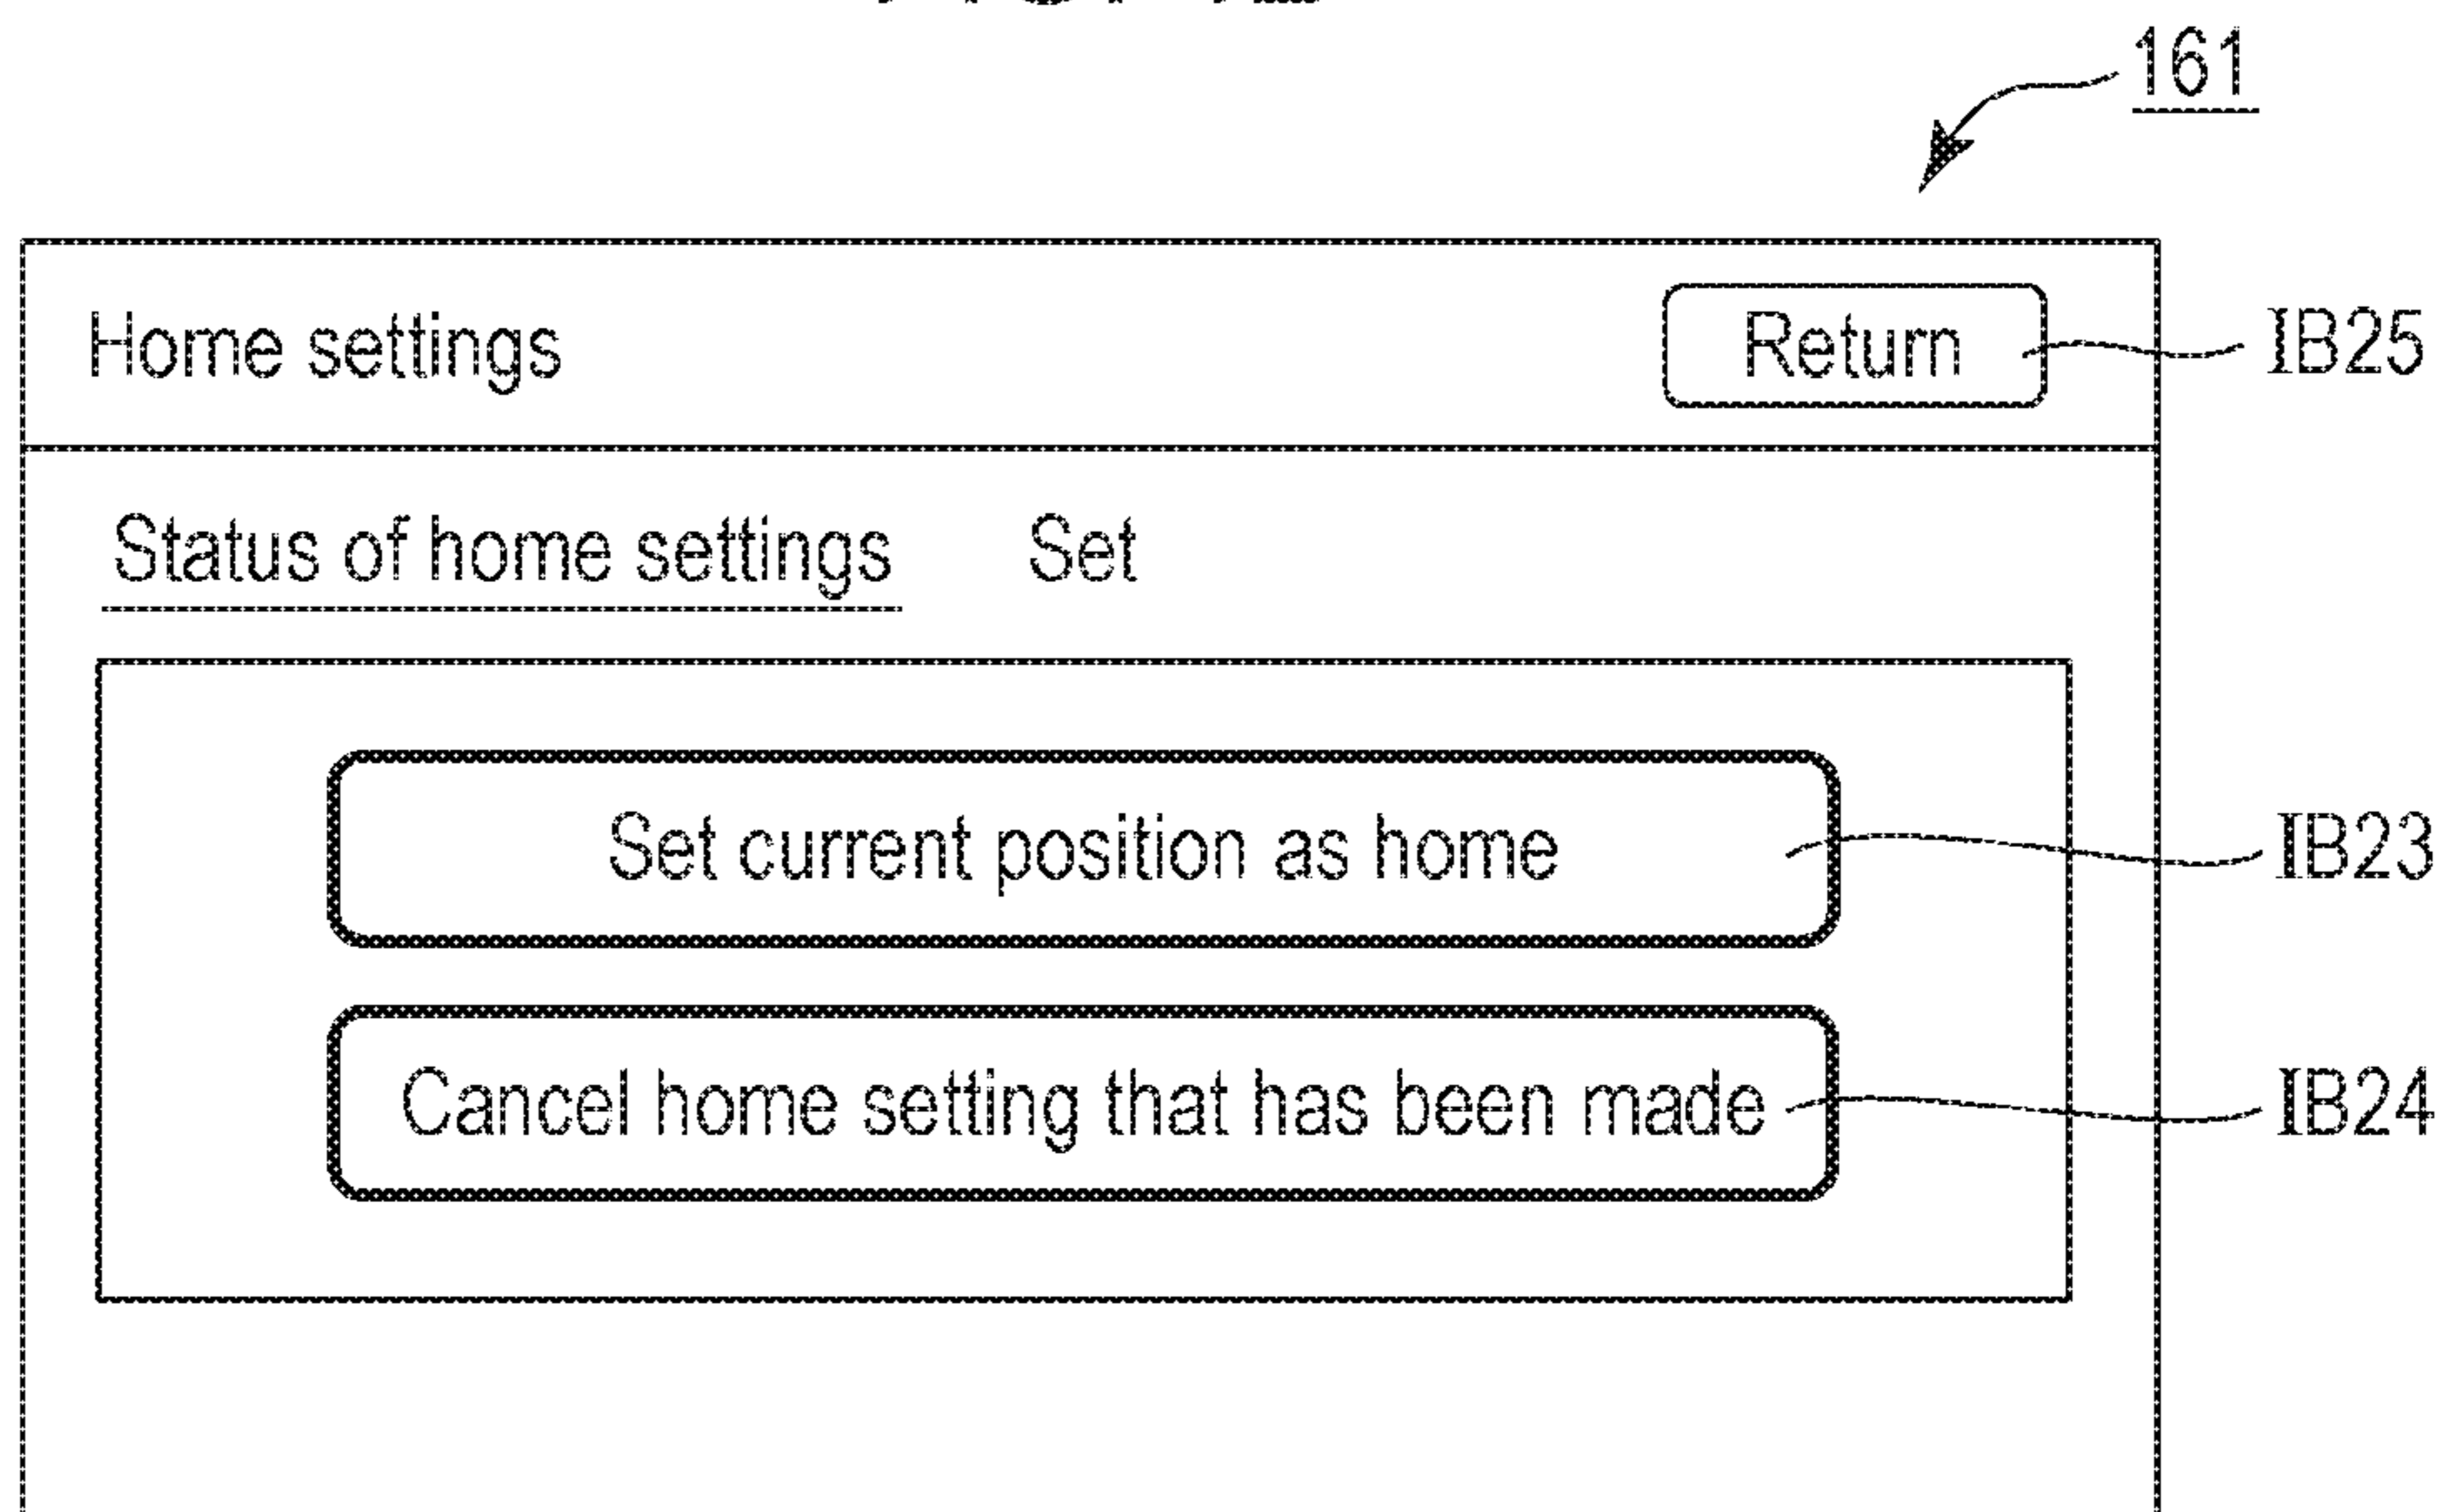 161
Home settings Return IB25
Status of home settings Set
Set current position as home IB23
Cancel home setting that has been made IB24